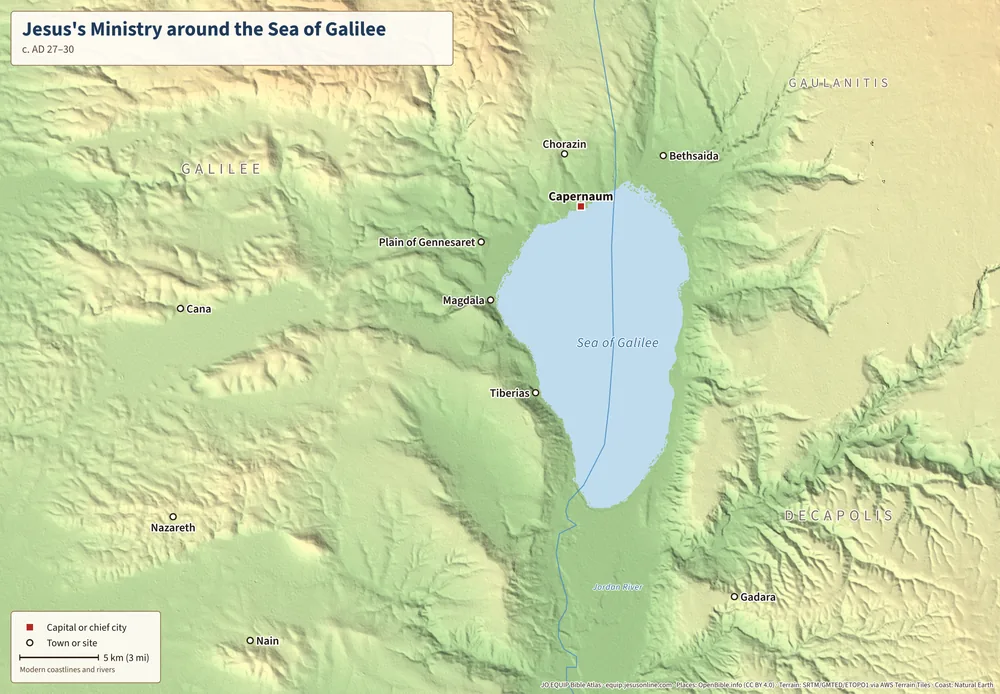 Jesus's Ministry around the Sea of Galilee
c. AD 27–30
GAULANITIS
Chorazin
Bethsaida
GALILEE
Capernaum
Plain of Gennesaret
Magdala
Cana
Sea of Galilee
Tiberias
DECAPOLIS
Nazareth
Jordan River
Gadara
Capital or chief city
Town or site
Nain
5 km (3 mi)
Modern coastlines and rivers
JO EQUIP Bible Atlas · equip.jesusonline.com · Places: OpenBible.info (CC BY 4.0) · Terrain: SRTM/GMTED/ETOPO1 via AWS Terrain Tiles · Coast: Natural Earth